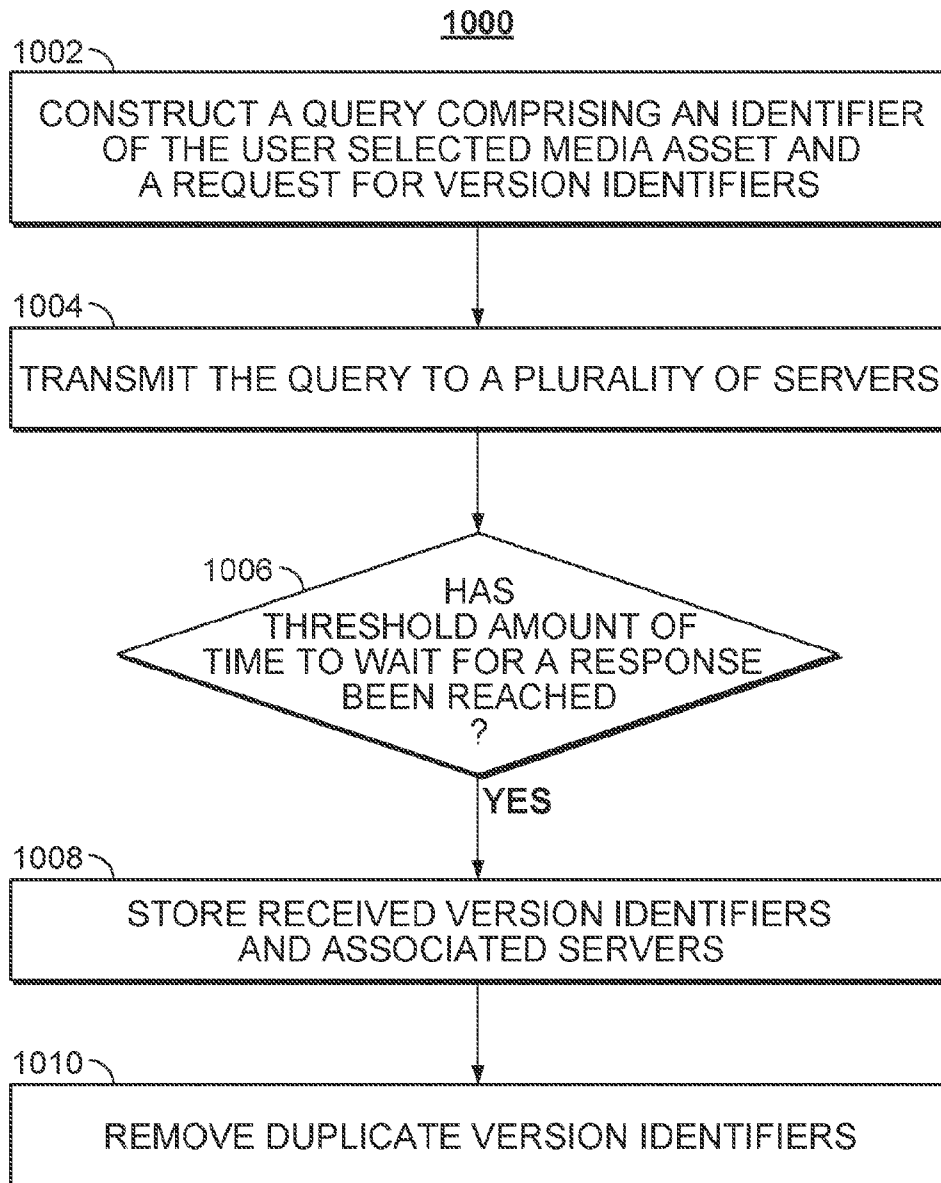 1000
1002
CONSTRUCT A QUERY COMPRISING AN IDENTIFIER
OF THE USER SELECTED MEDIA ASSET AND
A REQUEST FOR VERSION IDENTIFIERS
1004
TRANSMIT THE QUERY TO A PLURALITY OF SERVERS
1006
HAS
THRESHOLD AMOUNT OF
TIME TO WAIT FOR A RESPONSE
BEEN REACHED
?
YES
1008
STORE RECEIVED VERSION IDENTIFIERS
AND ASSOCIATED SERVERS
1010
REMOVE DUPLICATE VERSION IDENTIFIERS